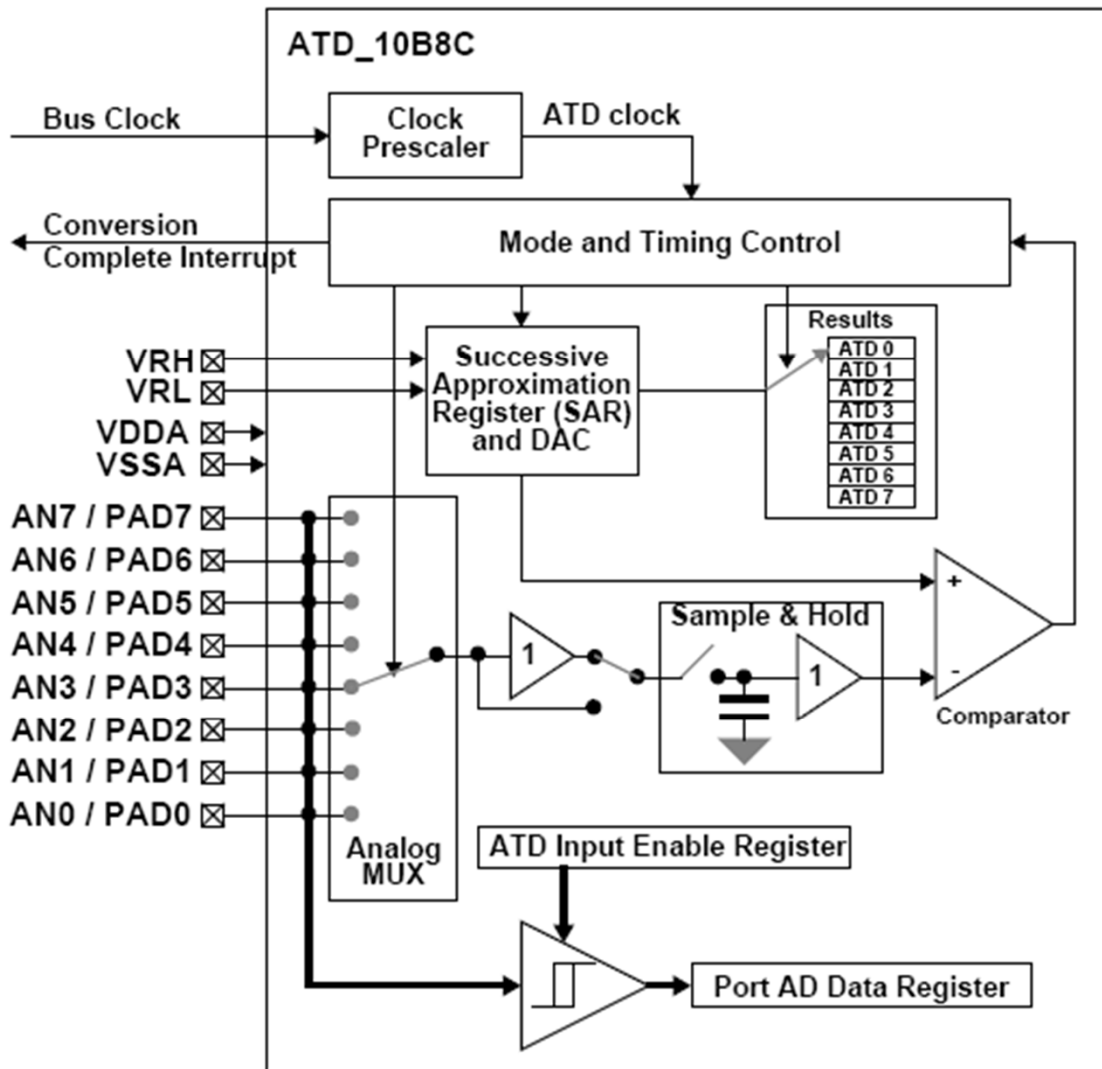 ATD_10B8C
Bus Clock
Clock
Prescaler
ATD clock
Conversion
Complete Interrupt
Mode and Timing Control
Results
ATD 0
ATD 1
ATD 2
ATD 3
ATD 4
ATD 5
ATD 6
ATD 7
VRH
VRL
VDDA
VSSA
Successive
Approximation
Register (SAR)
and DAC
AN7 / PAD7
AN6 / PAD6
AN5 / PAD5
AN4 / PAD4
AN3 / PAD3
AN2 / PAD2
AN1 / PAD1
AN0 / PAD0
Analog
MUX
1
Sample & Hold
1
+
-
Comparator
ATD Input Enable Register
Port AD Data Register